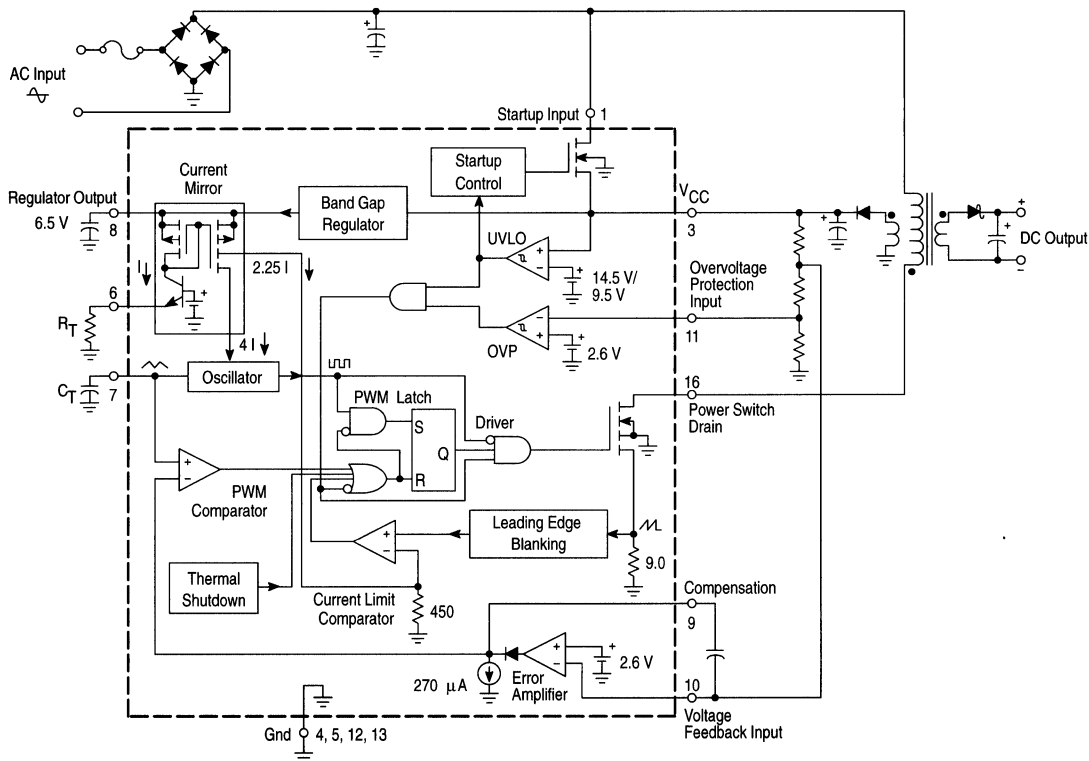 AC Input
Startup Input
1
Current
Mirror
Startup
Control
Regulator Output
6.5 V
8
Band Gap
Regulator
VCC
3
DC Output
+
−
UVLO
2.25 I
I
14.5 V/
9.5 V
Overvoltage
Protection
Input
11
6
RT
4 I
OVP
2.6 V
CT
7
Oscillator
16
Power Switch
Drain
PWM Latch
S
Q
R
Driver
PWM
Comparator
Leading Edge
Blanking
9.0
Thermal
Shutdown
Current Limit
Comparator
450
Compensation
9
270 µA
Error
Amplifier
2.6 V
10
Voltage
Feedback Input
Gnd
4, 5, 12, 13